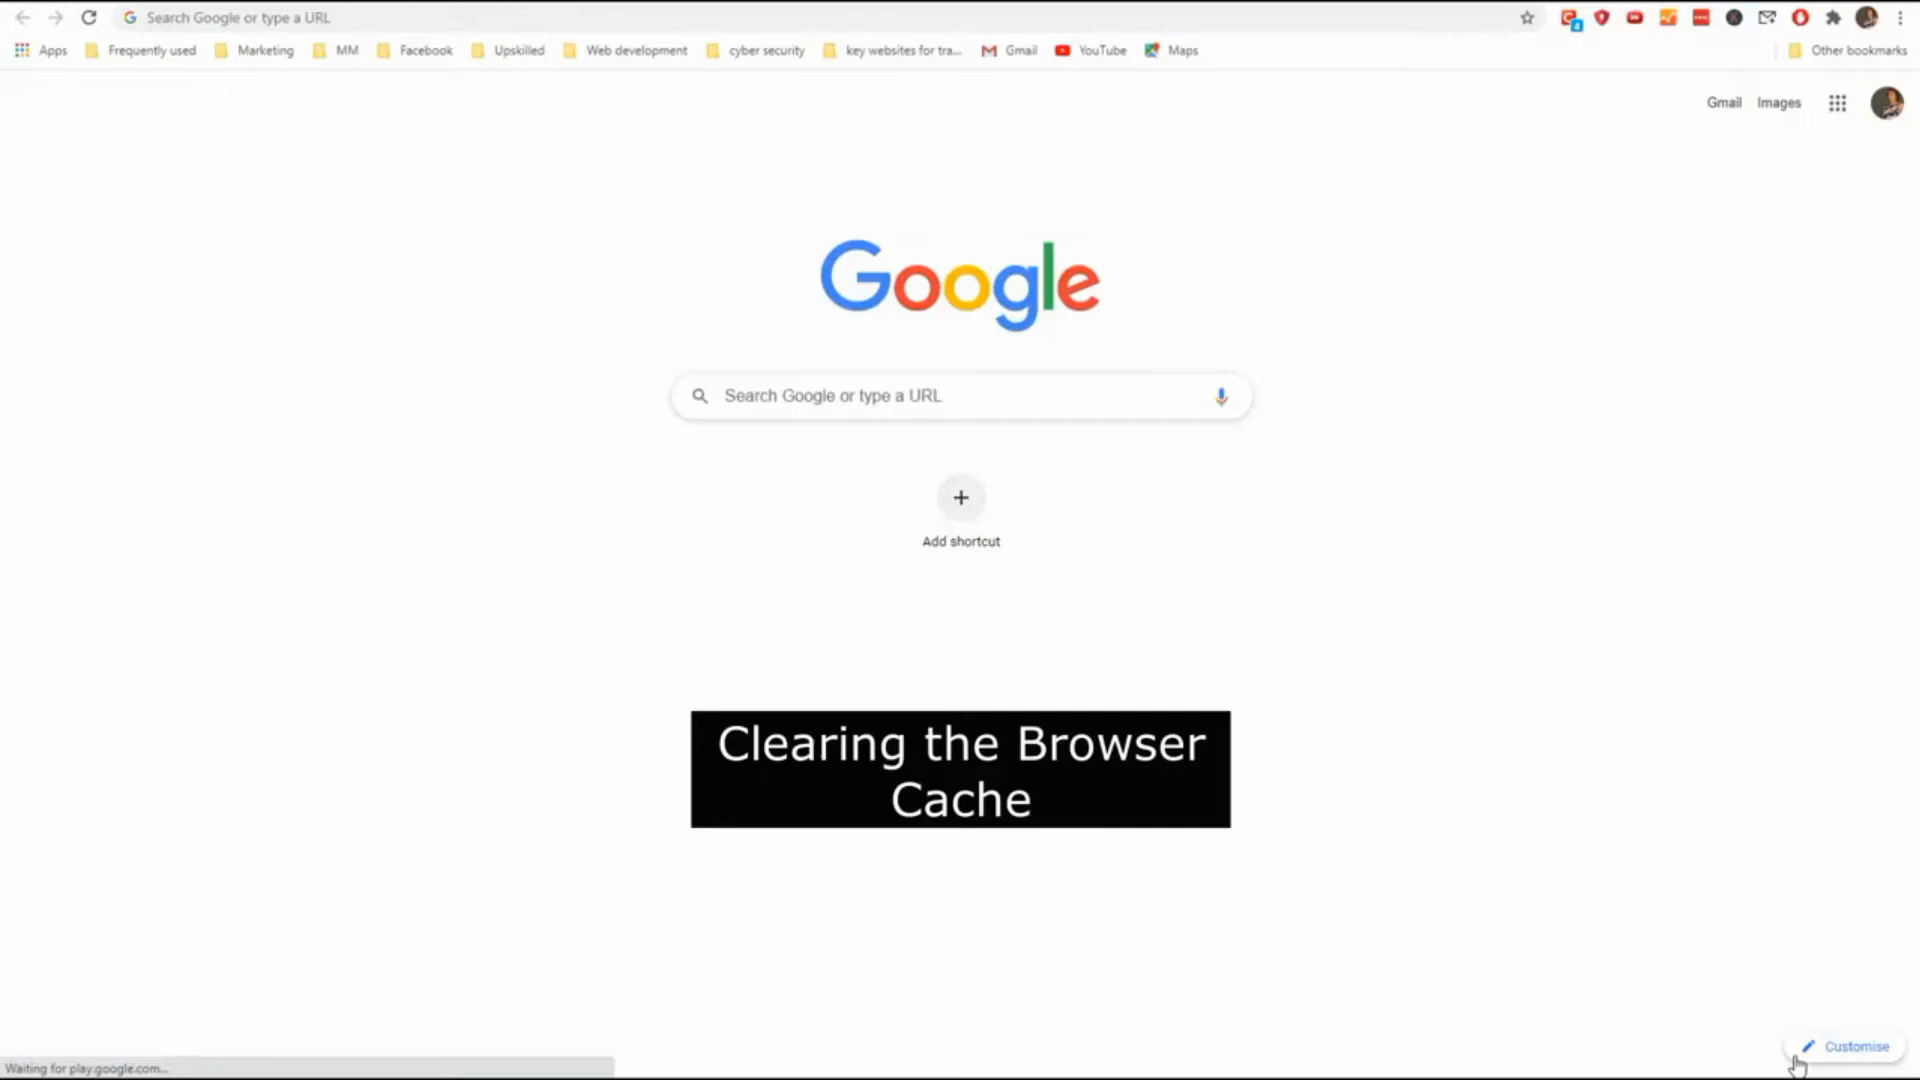 Search Google or type a URL
Apps Frequently used Marketing MM Facebook Upskilled Web development cyber security key websites for tra... Gmail YouTube Maps Other bookmarks
Gmail Images
Google
Search Google or type a URL
Add shortcut
Clearing the Browser
Cache
Customise
Waiting for play.google.com...